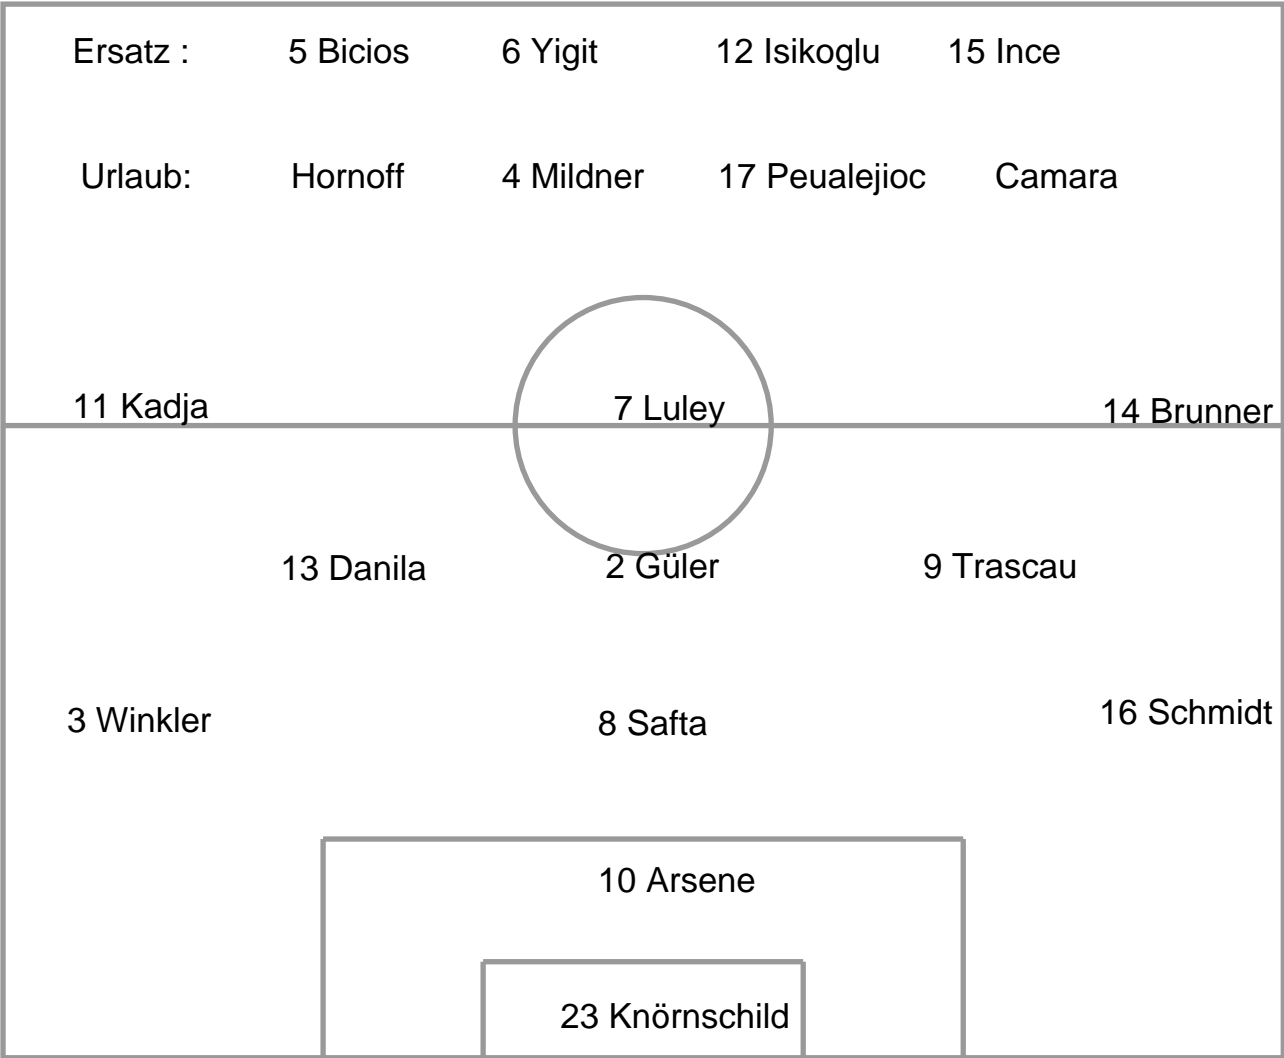 Ersatz : 5 Bicios 6 Yigit 12 Isikoglu 15 Ince
Urlaub: Hornoff 4 Mildner 17 Peualejioc Camara
11 Kadja 7 Luley 14 Brunner
13 Danila 2 Güler 9 Trascau
3 Winkler 8 Safta 16 Schmidt
10 Arsene
23 Knörnschild